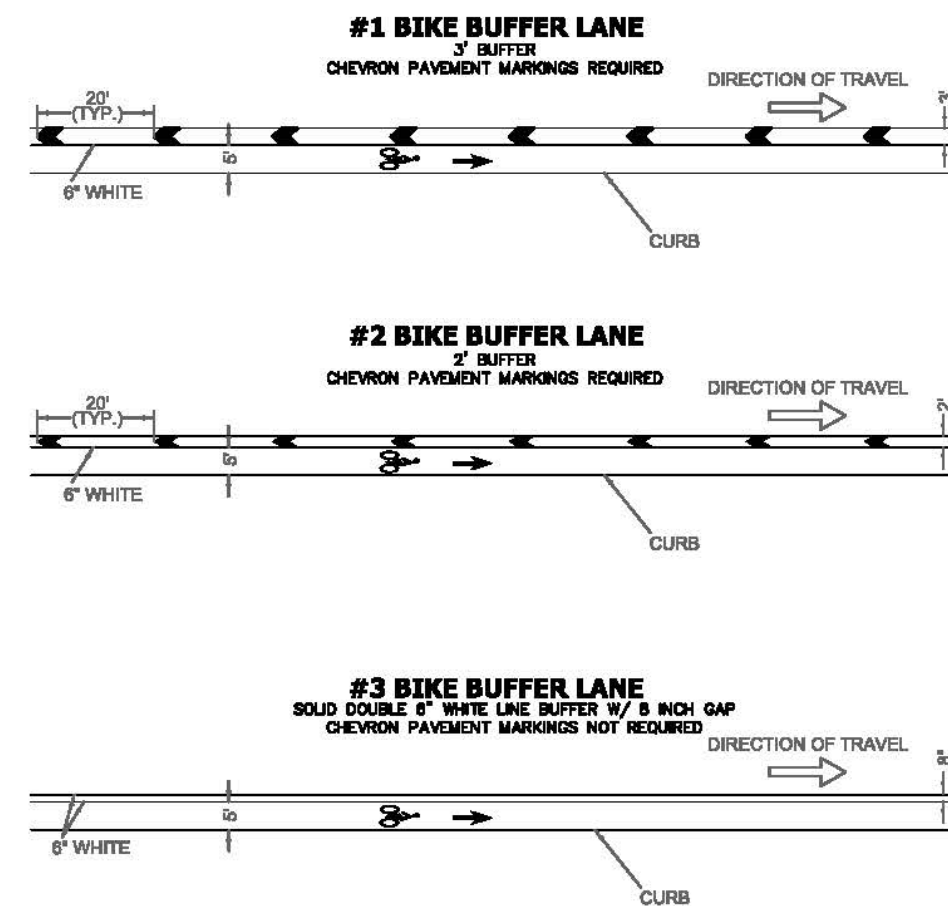 #1 BIKE BUFFER LANE
3' BUFFER
CHEVRON PAVEMENT MARKINGS REQUIRED
DIRECTION OF TRAVEL
20'
(TYP.)
3'
5'
6" WHITE
CURB
#2 BIKE BUFFER LANE
2' BUFFER
CHEVRON PAVEMENT MARKINGS REQUIRED
DIRECTION OF TRAVEL
20'
(TYP.)
2'
5'
6" WHITE
CURB
#3 BIKE BUFFER LANE
SOLID DOUBLE 6" WHITE LINE BUFFER W/ INCH GAP
CHEVRON PAVEMENT MARKINGS NOT REQUIRED
DIRECTION OF TRAVEL
5'
6" WHITE
CURB